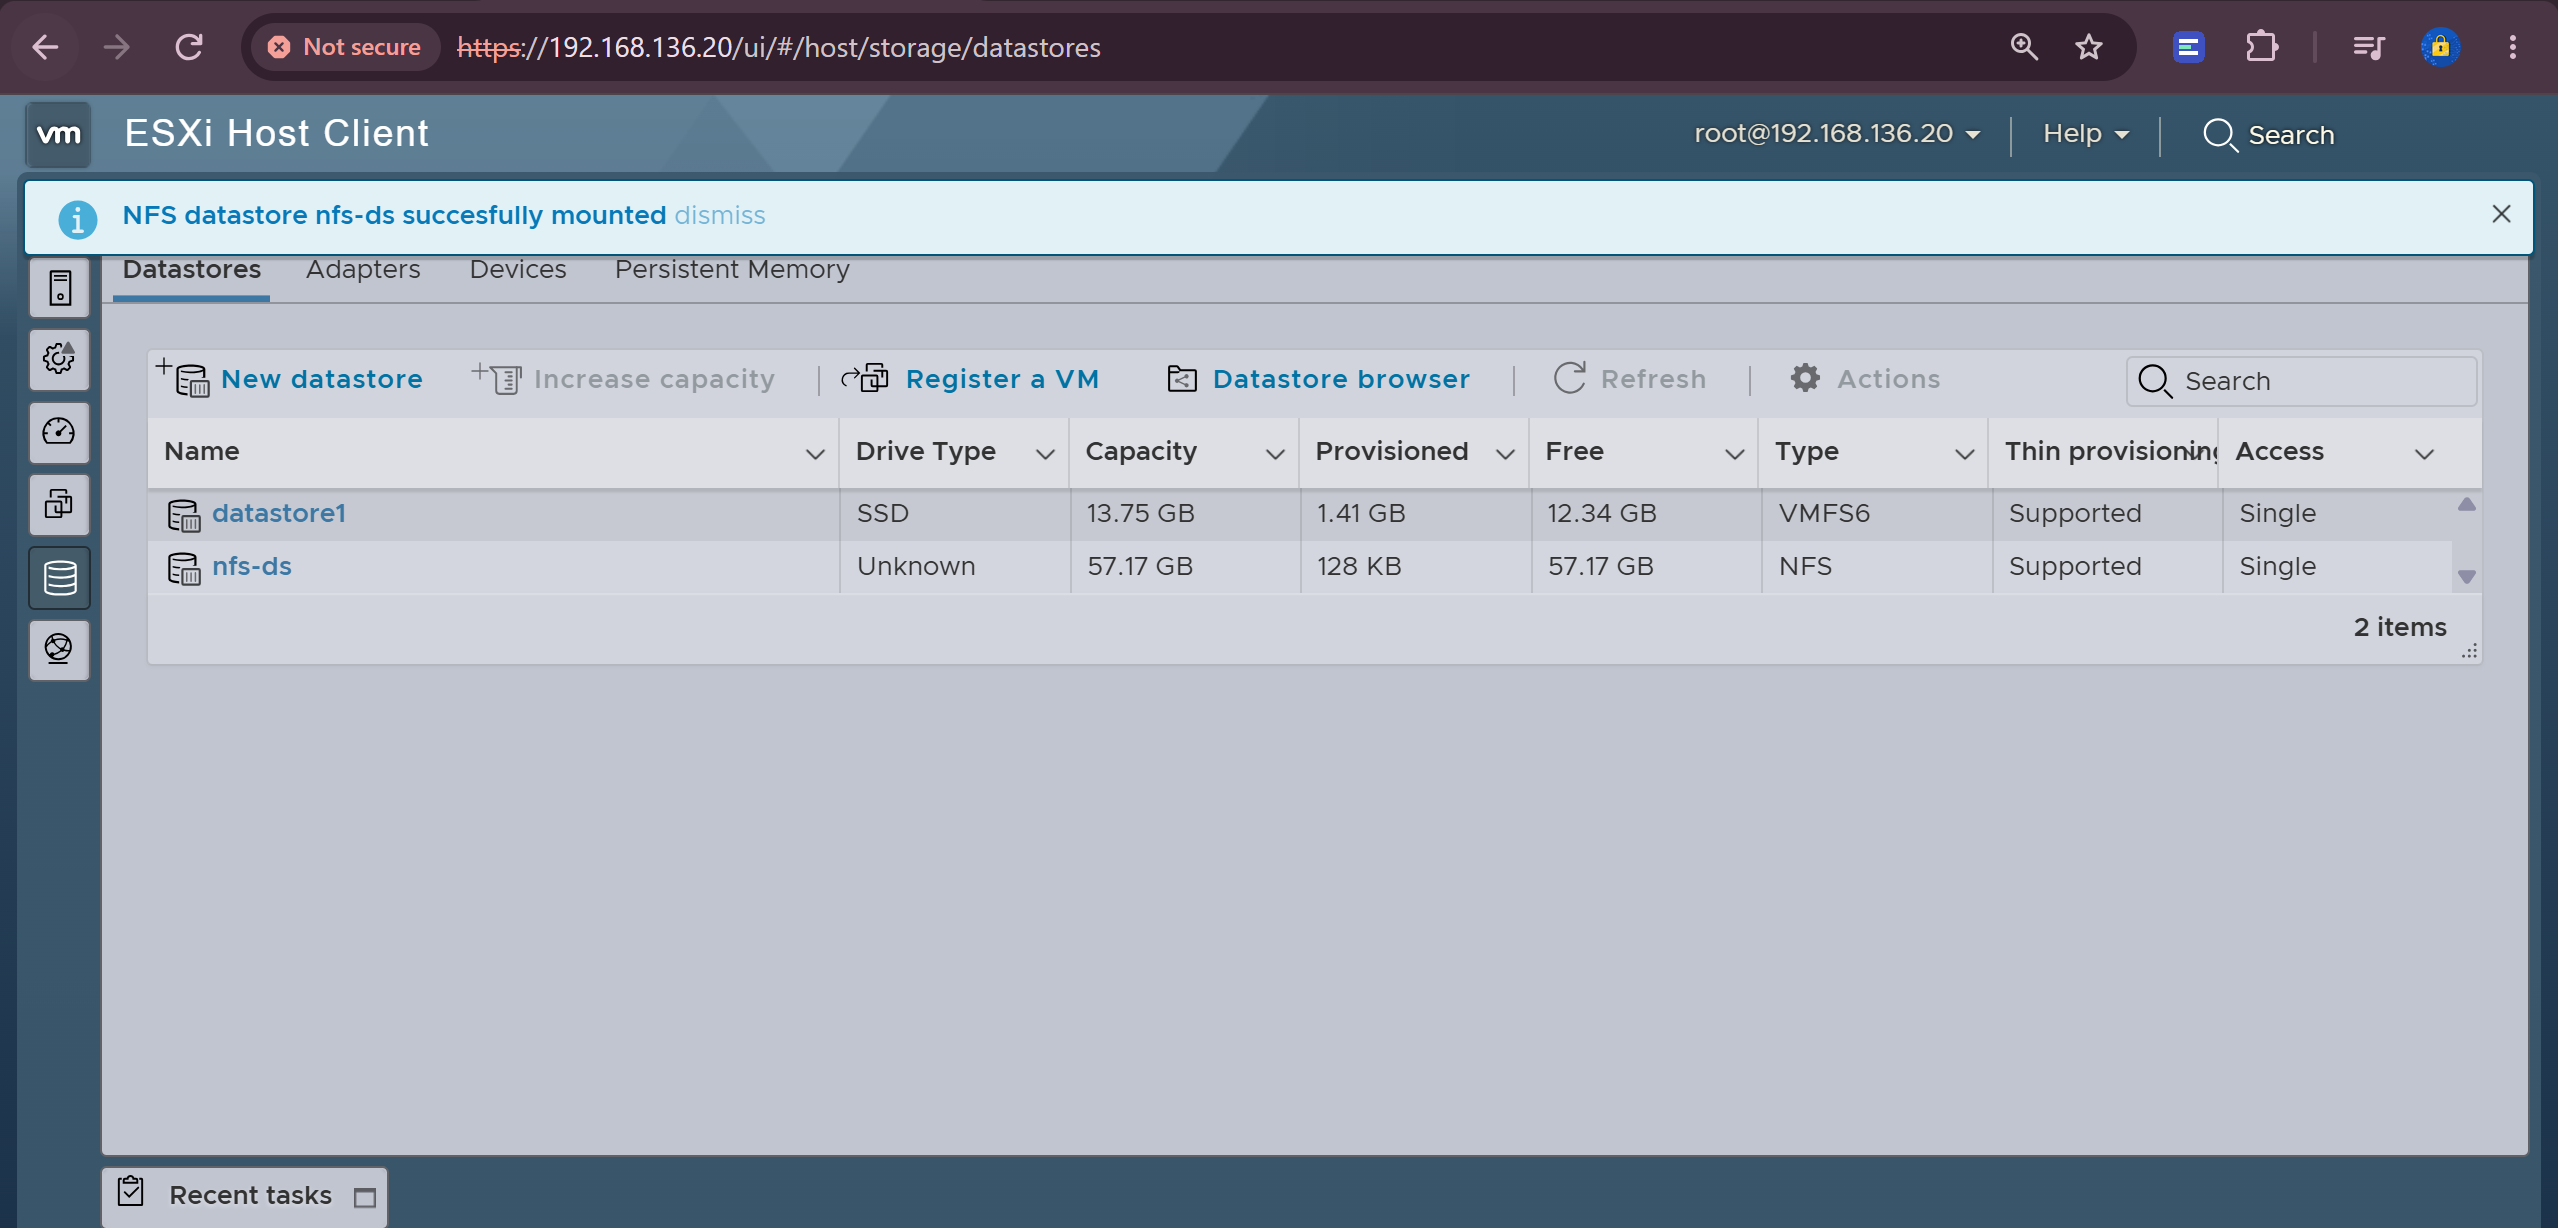 Not secure https://192.168.136.20/ui/#/host/storage/datastores
vm ESXi Host Client root@192.168.136.20 Help Search
NFS datastore nfs-ds succesfully mounted dismiss
Datastores Adapters Devices Persistent Memory
New datastore Increase capacity Register a VM Datastore browser Refresh Actions Search
Name Drive Type Capacity Provisioned Free Type Thin provisioning Access
datastore1 SSD 13.75 GB 1.41 GB 12.34 GB VMFS6 Supported Single
nfs-ds Unknown 57.17 GB 128 KB 57.17 GB NFS Supported Single
2 items
Recent tasks